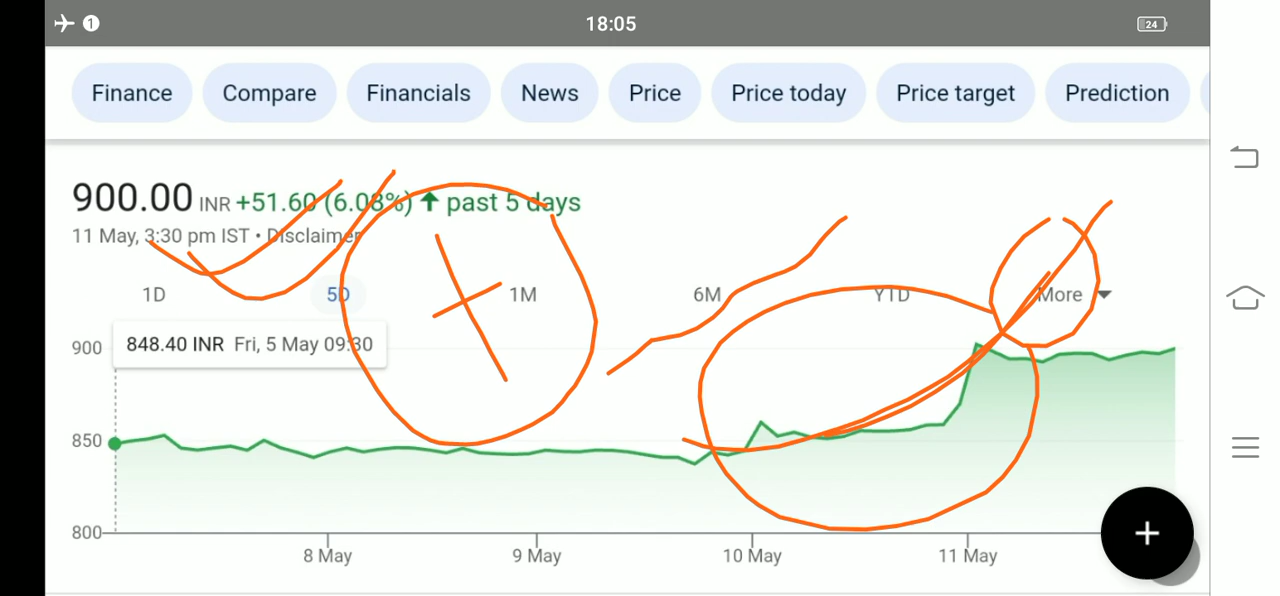 1 18:05 24
Finance Compare Financials News Price Price today Price target Prediction
900.00 INR +51.60 (6.08%) ↑ past 5 days
11 May, 3:30 pm IST • Disclaimer
1D 5D 1M 6M YTD More
848.40 INR Fri, 5 May 09:30
900
850
800
8 May 9 May 10 May 11 May
+